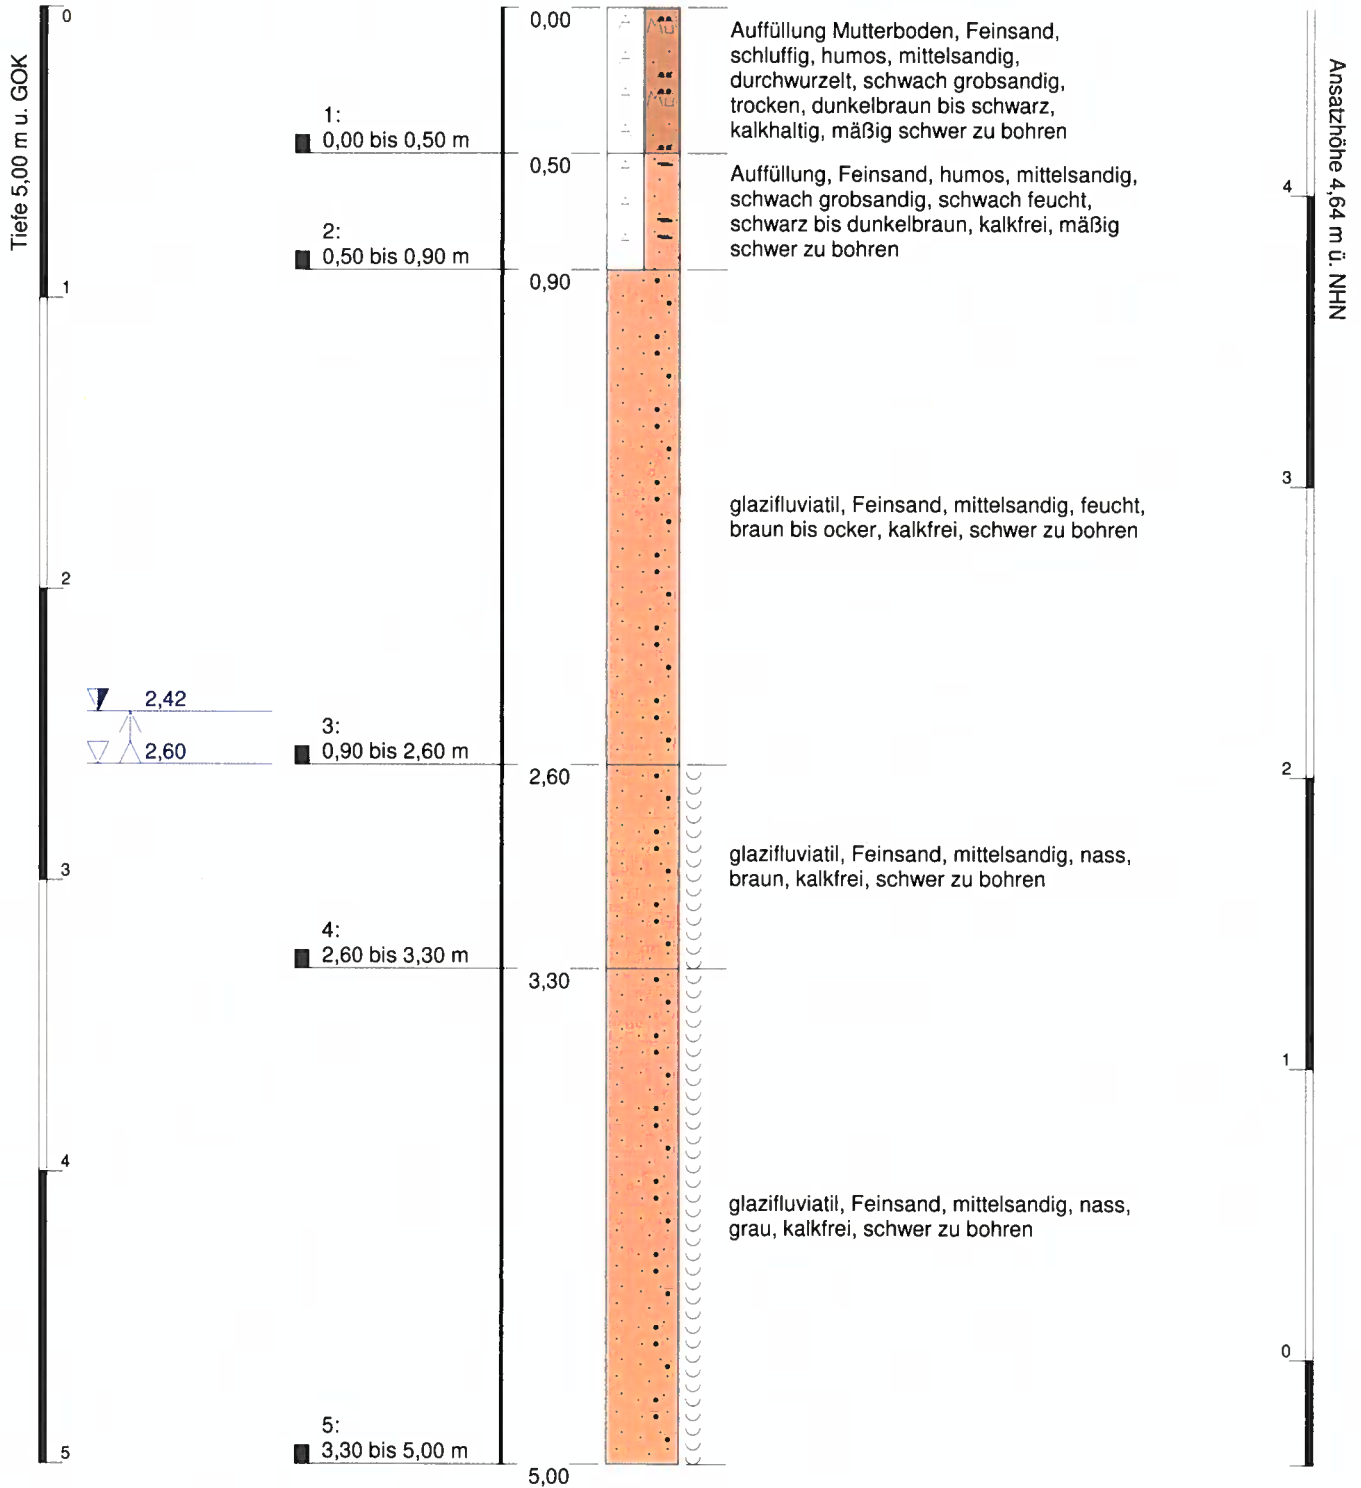 Tiefe 5,00 m u. GOK
0
1
2
3
4
5
2,42
2,60
1:
0,00 bis 0,50 m
2:
0,50 bis 0,90 m
3:
0,90 bis 2,60 m
4:
2,60 bis 3,30 m
5:
3,30 bis 5,00 m
0,00
0,50
0,90
2,60
3,30
5,00
Mu
Mu
Auffüllung Mutterboden, Feinsand,
schluffig, humos, mittelsandig,
durchwurzelt, schwach grobsandig,
trocken, dunkelbraun bis schwarz,
kalkhaltig, mäßig schwer zu bohren
Auffüllung, Feinsand, humos, mittelsandig,
schwach grobsandig, schwach feucht,
schwarz bis dunkelbraun, kalkfrei, mäßig
schwer zu bohren
glazifluviatil, Feinsand, mittelsandig, feucht,
braun bis ocker, kalkfrei, schwer zu bohren
glazifluviatil, Feinsand, mittelsandig, nass,
braun, kalkfrei, schwer zu bohren
glazifluviatil, Feinsand, mittelsandig, nass,
grau, kalkfrei, schwer zu bohren
4
3
2
1
0
Ansatzhöhe 4,64 m ü. NHN